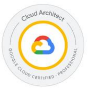 Cloud Architect
GOOGLE CLOUD CERTIFIED • PROFESSIONAL